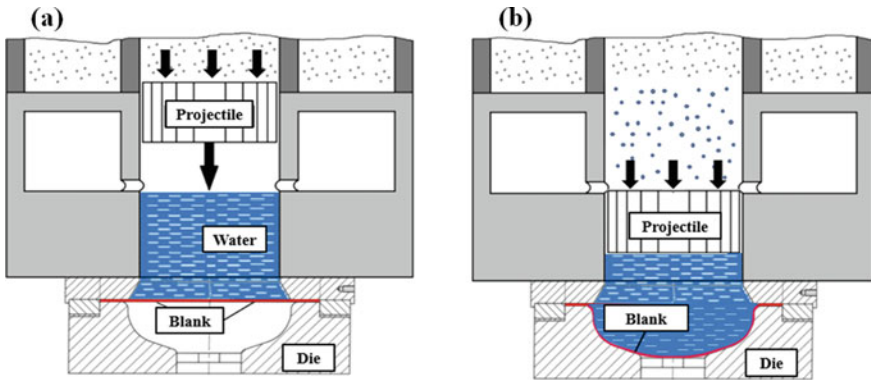 (a)
Projectile
Water
Blank
Die
(b)
Projectile
Blank
Die